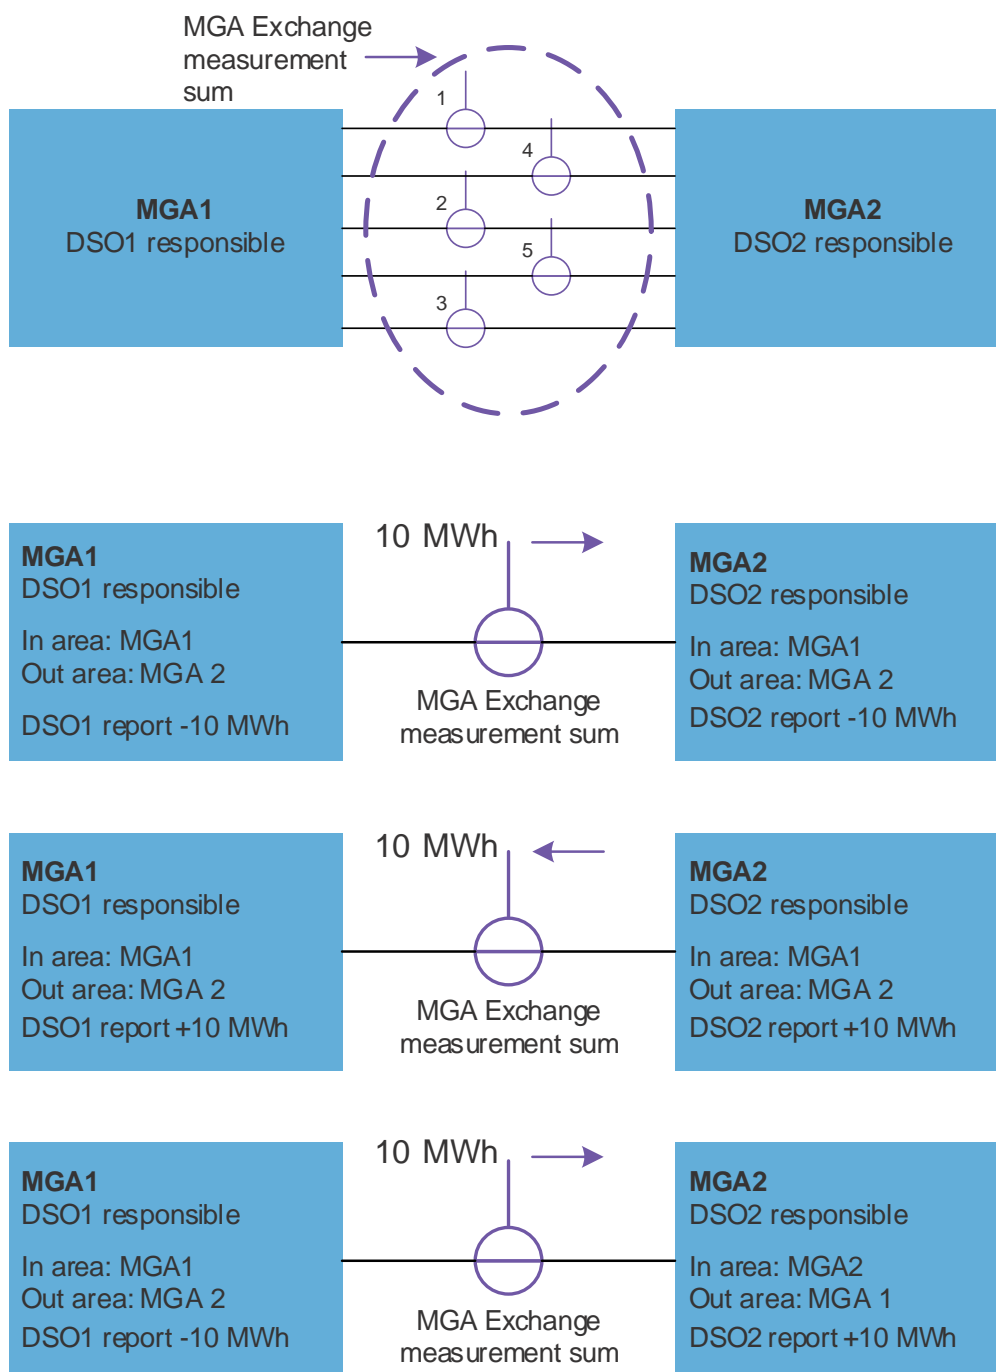 MGA Exchange
measurement
sum
1
4
2
5
3
MGA1
DSO1 responsible
MGA2
DSO2 responsible
MGA1
DSO1 responsible
In area: MGA1
Out area: MGA 2
DSO1 report -10 MWh
10 MWh
MGA Exchange
measurement sum
MGA2
DSO2 responsible
In area: MGA1
Out area: MGA 2
DSO2 report -10 MWh
MGA1
DSO1 responsible
In area: MGA1
Out area: MGA 2
DSO1 report +10 MWh
10 MWh
MGA Exchange
measurement sum
MGA2
DSO2 responsible
In area: MGA1
Out area: MGA 2
DSO2 report +10 MWh
MGA1
DSO1 responsible
In area: MGA1
Out area: MGA 2
DSO1 report -10 MWh
10 MWh
MGA Exchange
measurement sum
MGA2
DSO2 responsible
In area: MGA2
Out area: MGA 1
DSO2 report +10 MWh